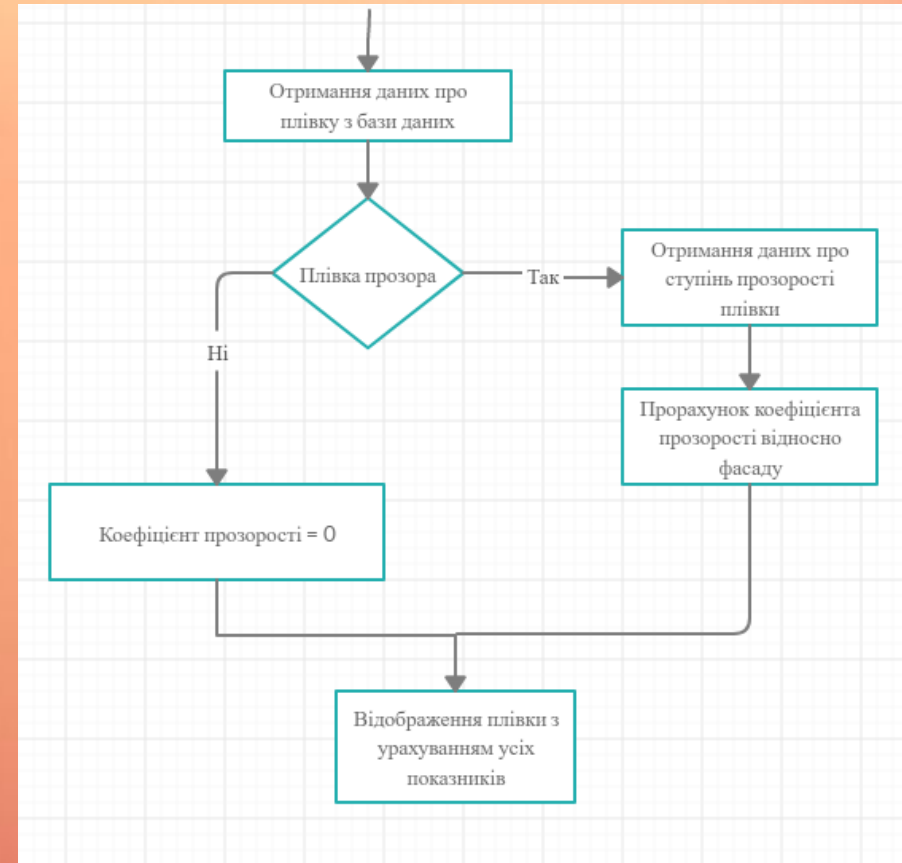 Отримання даних про
плівку з бази даних
Плівка прозора
Так
Отримання даних про
ступінь прозорості
плівки
Ні
Прорахунок коефіцієнта
прозорості відносно
фасаду
Коефіцієнт прозорості = 0
Відображення плівки з
урахуванням усіх
показників